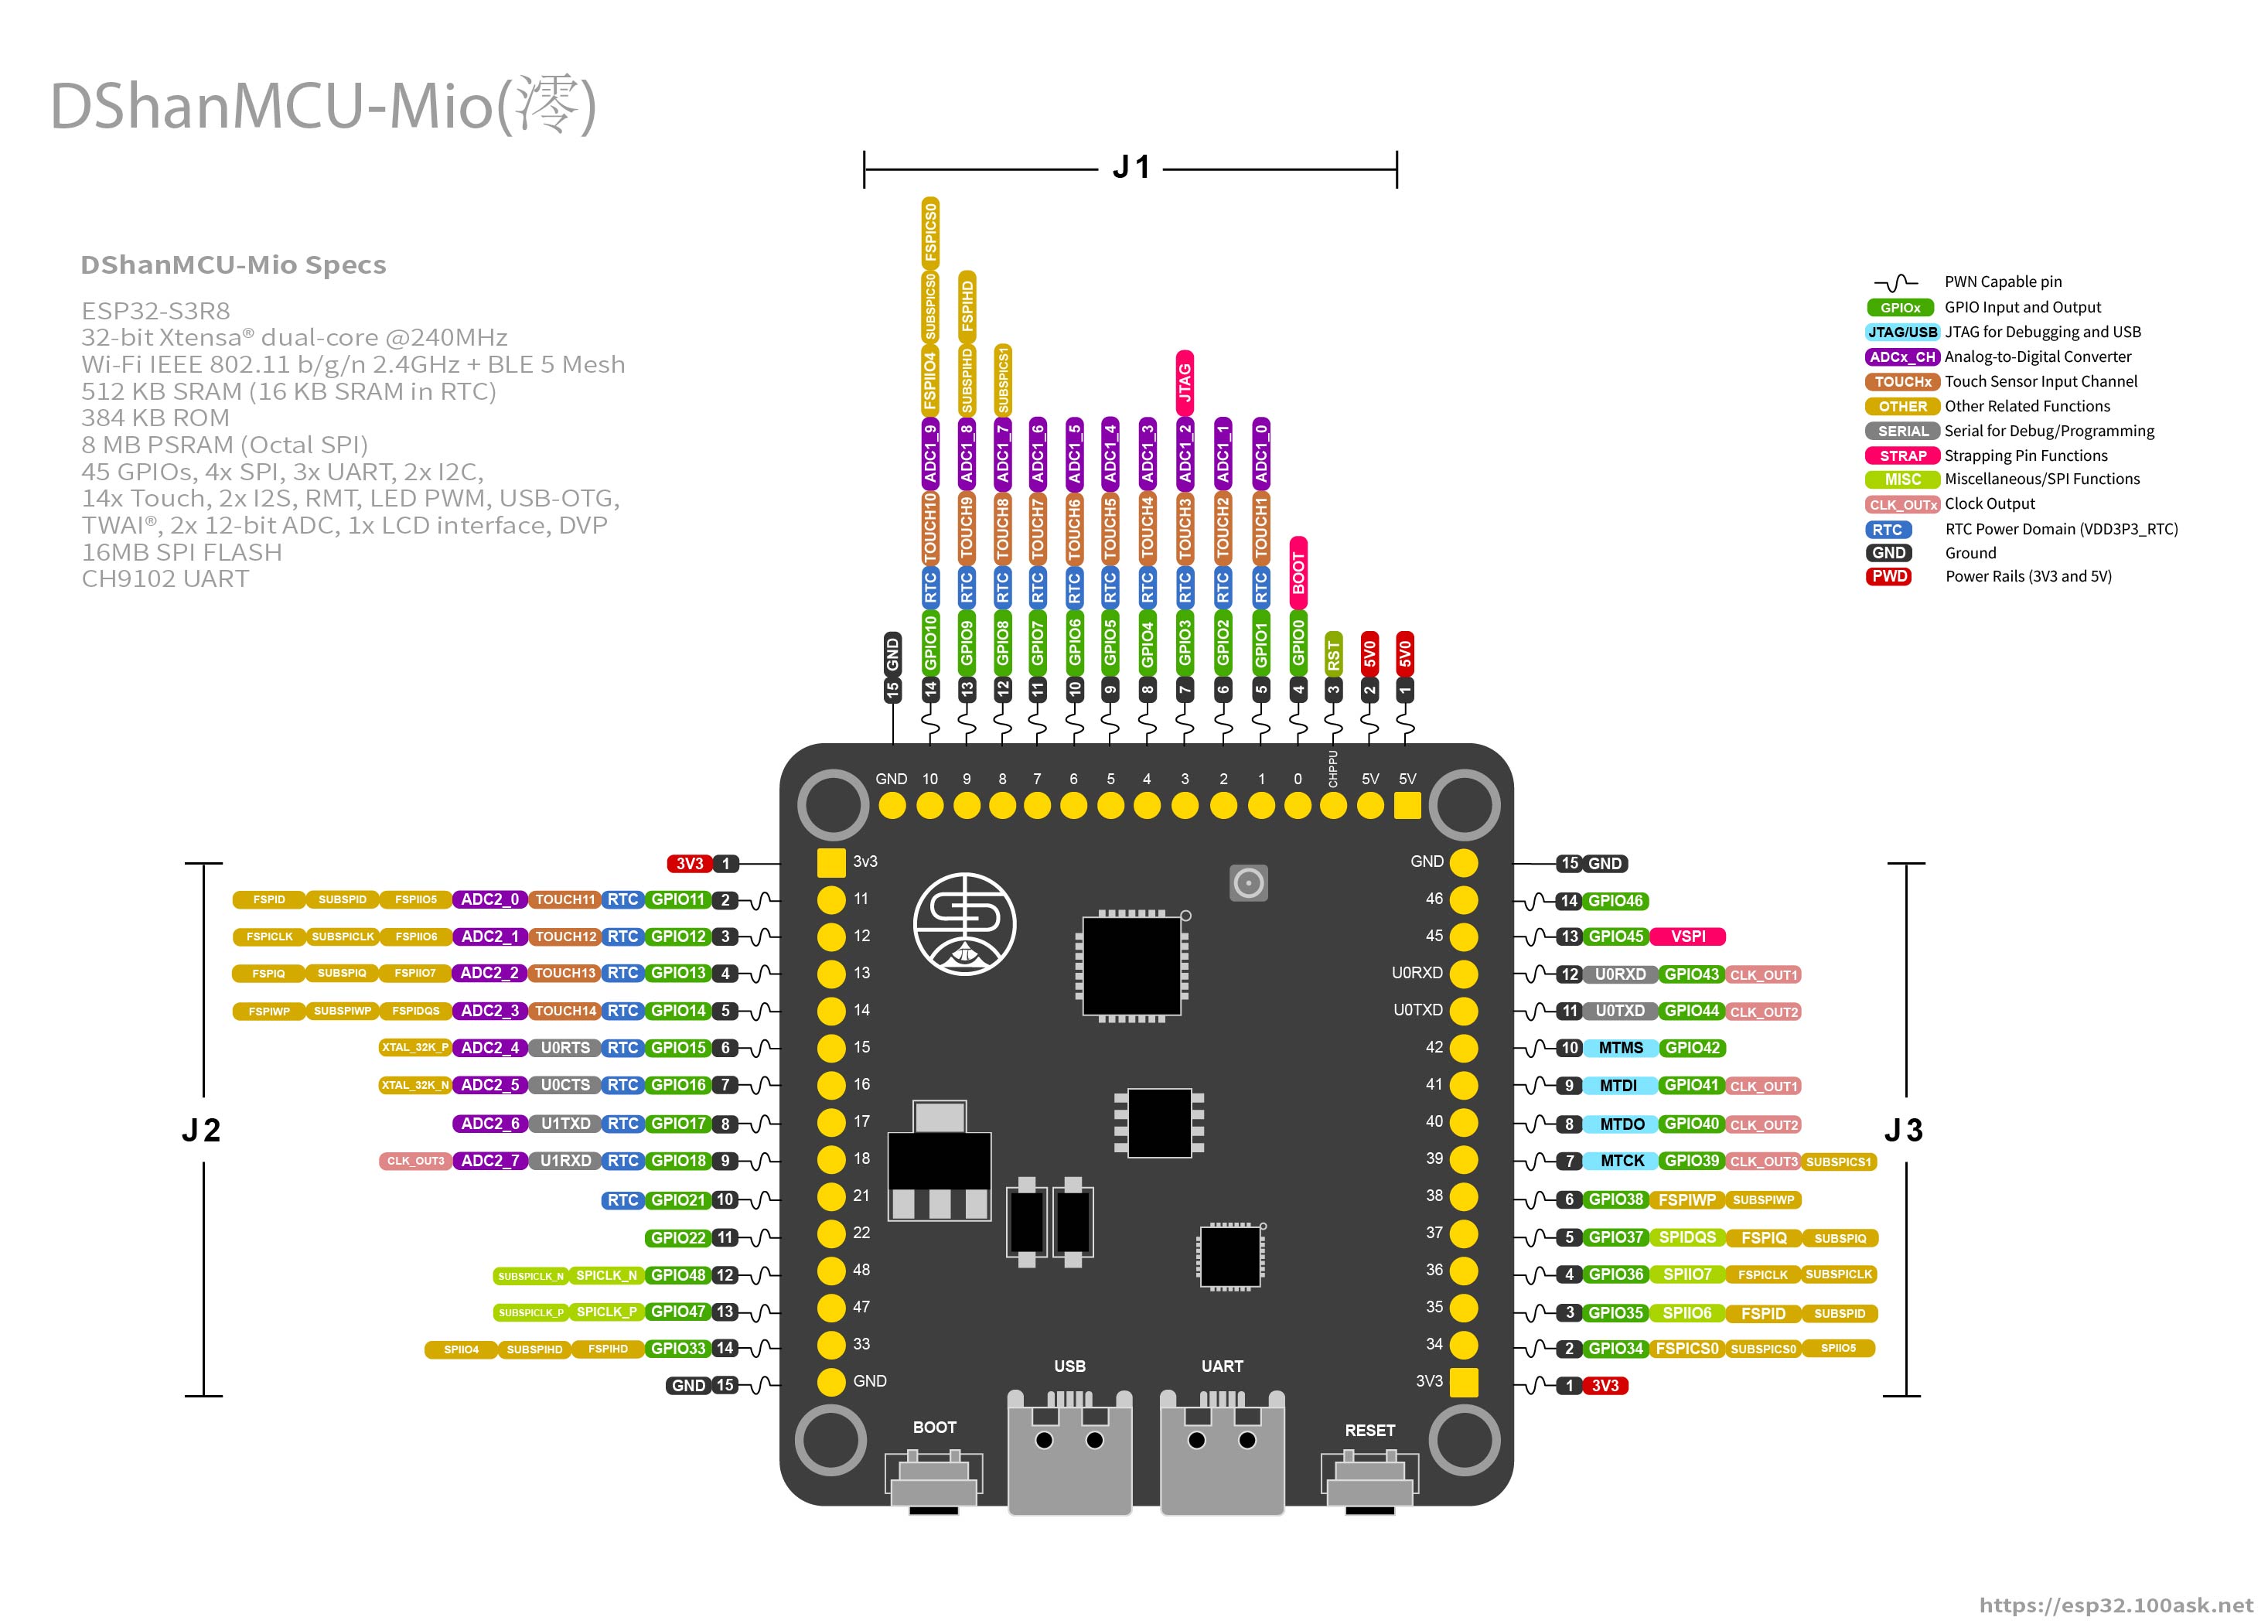 DShanMCU-Mio(澪)
J1
DShanMCU-Mio Specs
ESP32-S3R8
32-bit Xtensa® dual-core @240MHz
Wi-Fi IEEE 802.11 b/g/n 2.4GHz + BLE 5 Mesh
512 KB SRAM (16 KB SRAM in RTC)
384 KB ROM
8 MB PSRAM (Octal SPI)
45 GPIOs, 4x SPI, 3x UART, 2x I2C,
14x Touch, 2x I2S, RMT, LED PWM, USB-OTG,
TWAI®, 2x 12-bit ADC, 1x LCD interface, DVP
16MB SPI FLASH
CH9102 UART
PWN Capable pin
GPIOx GPIO Input and Output
JTAG/USB JTAG for Debugging and USB
ADCx_CH Analog-to-Digital Converter
TOUCHx Touch Sensor Input Channel
OTHER Other Related Functions
SERIAL Serial for Debug/Programming
STRAP Strapping Pin Functions
MISC Miscellaneous/SPI Functions
CLK_OUTx Clock Output
RTC RTC Power Domain (VDD3P3_RTC)
GND Ground
PWD Power Rails (3V3 and 5V)
15 GND
14 GPIO10 RTC TOUCH10 ADC1_9 FSPIIO4 SUBSPICS0 FSPICS0
13 GPIO9 RTC TOUCH9 ADC1_8 SUBSPIHD FSPIHD
12 GPIO8 RTC TOUCH8 ADC1_7 SUBSPICS1
11 GPIO7 RTC TOUCH7 ADC1_6
10 GPIO6 RTC TOUCH6 ADC1_5
9 GPIO5 RTC TOUCH5 ADC1_4
8 GPIO4 RTC TOUCH4 ADC1_3
7 GPIO3 RTC TOUCH3 ADC1_2 JTAG
6 GPIO2 RTC TOUCH2 ADC1_1
5 GPIO1 RTC TOUCH1 ADC1_0
4 GPIO0 BOOT
3 RST
2 5V0
1 5V0
GND 10 9 8 7 6 5 4 3 2 1 0 CHPPU 5V 5V
J2
3V3 1 3v3
FSPID SUBSPID FSPIIO5 ADC2_0 TOUCH11 RTC GPIO11 2 11
FSPICLK SUBSPICLK FSPIIO6 ADC2_1 TOUCH12 RTC GPIO12 3 12
FSPIQ SUBSPIQ FSPIIO7 ADC2_2 TOUCH13 RTC GPIO13 4 13
FSPIWP SUBSPIWP FSPIDQS ADC2_3 TOUCH14 RTC GPIO14 5 14
XTAL_32K_P ADC2_4 U0RTS RTC GPIO15 6 15
XTAL_32K_N ADC2_5 U0CTS RTC GPIO16 7 16
ADC2_6 U1TXD RTC GPIO17 8 17
CLK_OUT3 ADC2_7 U1RXD RTC GPIO18 9 18
RTC GPIO21 10 21
GPIO22 11 22
SUBSPICLK_N SPICLK_N GPIO48 12 48
SUBSPICLK_P SPICLK_P GPIO47 13 47
SPIIO4 SUBSPIHD FSPIHD GPIO33 14 33
GND 15 GND
J3
GND 15 GND
46 14 GPIO46
45 13 GPIO45 VSPI
U0RXD 12 U0RXD GPIO43 CLK_OUT1
U0TXD 11 U0TXD GPIO44 CLK_OUT2
42 10 MTMS GPIO42
41 9 MTDI GPIO41 CLK_OUT1
40 8 MTDO GPIO40 CLK_OUT2
39 7 MTCK GPIO39 CLK_OUT3 SUBSPICS1
38 6 GPIO38 FSPIWP SUBSPIWP
37 5 GPIO37 SPIDQS FSPIQ SUBSPIQ
36 4 GPIO36 SPIIO7 FSPICLK SUBSPICLK
35 3 GPIO35 SPIIO6 FSPID SUBSPID
34 2 GPIO34 FSPICS0 SUBSPICS0 SPIIO5
3V3 1 3V3
USB UART
BOOT RESET
https://esp32.100ask.net